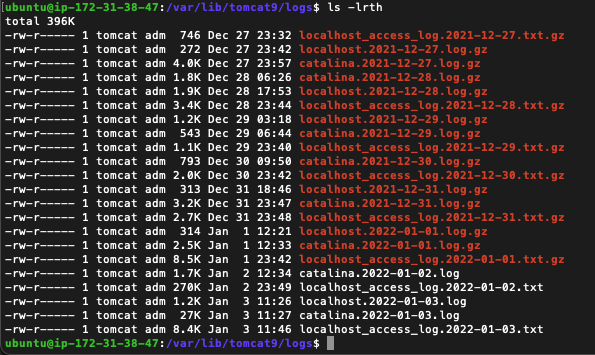 ubuntu@ip-172-31-38-47:/var/lib/tomcat9/logs$ ls -lrth
total 396K
-rw-r----- 1 tomcat adm  746 Dec 27 23:32 localhost_access_log.2021-12-27.txt.gz
-rw-r----- 1 tomcat adm  272 Dec 27 23:42 localhost.2021-12-27.log.gz
-rw-r----- 1 tomcat adm 4.0K Dec 27 23:57 catalina.2021-12-27.log.gz
-rw-r----- 1 tomcat adm 1.8K Dec 28 06:26 catalina.2021-12-28.log.gz
-rw-r----- 1 tomcat adm 1.9K Dec 28 17:53 localhost.2021-12-28.log.gz
-rw-r----- 1 tomcat adm 3.4K Dec 28 23:44 localhost_access_log.2021-12-28.txt.gz
-rw-r----- 1 tomcat adm 1.2K Dec 29 03:18 localhost.2021-12-29.log.gz
-rw-r----- 1 tomcat adm  543 Dec 29 06:44 catalina.2021-12-29.log.gz
-rw-r----- 1 tomcat adm 1.1K Dec 29 23:40 localhost_access_log.2021-12-29.txt.gz
-rw-r----- 1 tomcat adm  793 Dec 30 09:50 catalina.2021-12-30.log.gz
-rw-r----- 1 tomcat adm 2.0K Dec 30 23:42 localhost_access_log.2021-12-30.txt.gz
-rw-r----- 1 tomcat adm  313 Dec 31 18:46 localhost.2021-12-31.log.gz
-rw-r----- 1 tomcat adm 3.2K Dec 31 23:47 catalina.2021-12-31.log.gz
-rw-r----- 1 tomcat adm 2.7K Dec 31 23:48 localhost_access_log.2021-12-31.txt.gz
-rw-r----- 1 tomcat adm  314 Jan  1 12:21 localhost.2022-01-01.log.gz
-rw-r----- 1 tomcat adm 2.5K Jan  1 12:33 catalina.2022-01-01.log.gz
-rw-r----- 1 tomcat adm 8.5K Jan  1 23:42 localhost_access_log.2022-01-01.txt.gz
-rw-r----- 1 tomcat adm 1.7K Jan  2 12:34 catalina.2022-01-02.log
-rw-r----- 1 tomcat adm 270K Jan  2 23:49 localhost_access_log.2022-01-02.txt
-rw-r----- 1 tomcat adm 1.2K Jan  3 11:26 localhost.2022-01-03.log
-rw-r----- 1 tomcat adm  27K Jan  3 11:27 catalina.2022-01-03.log
-rw-r----- 1 tomcat adm 8.4K Jan  3 11:46 localhost_access_log.2022-01-03.txt
ubuntu@ip-172-31-38-47:/var/lib/tomcat9/logs$